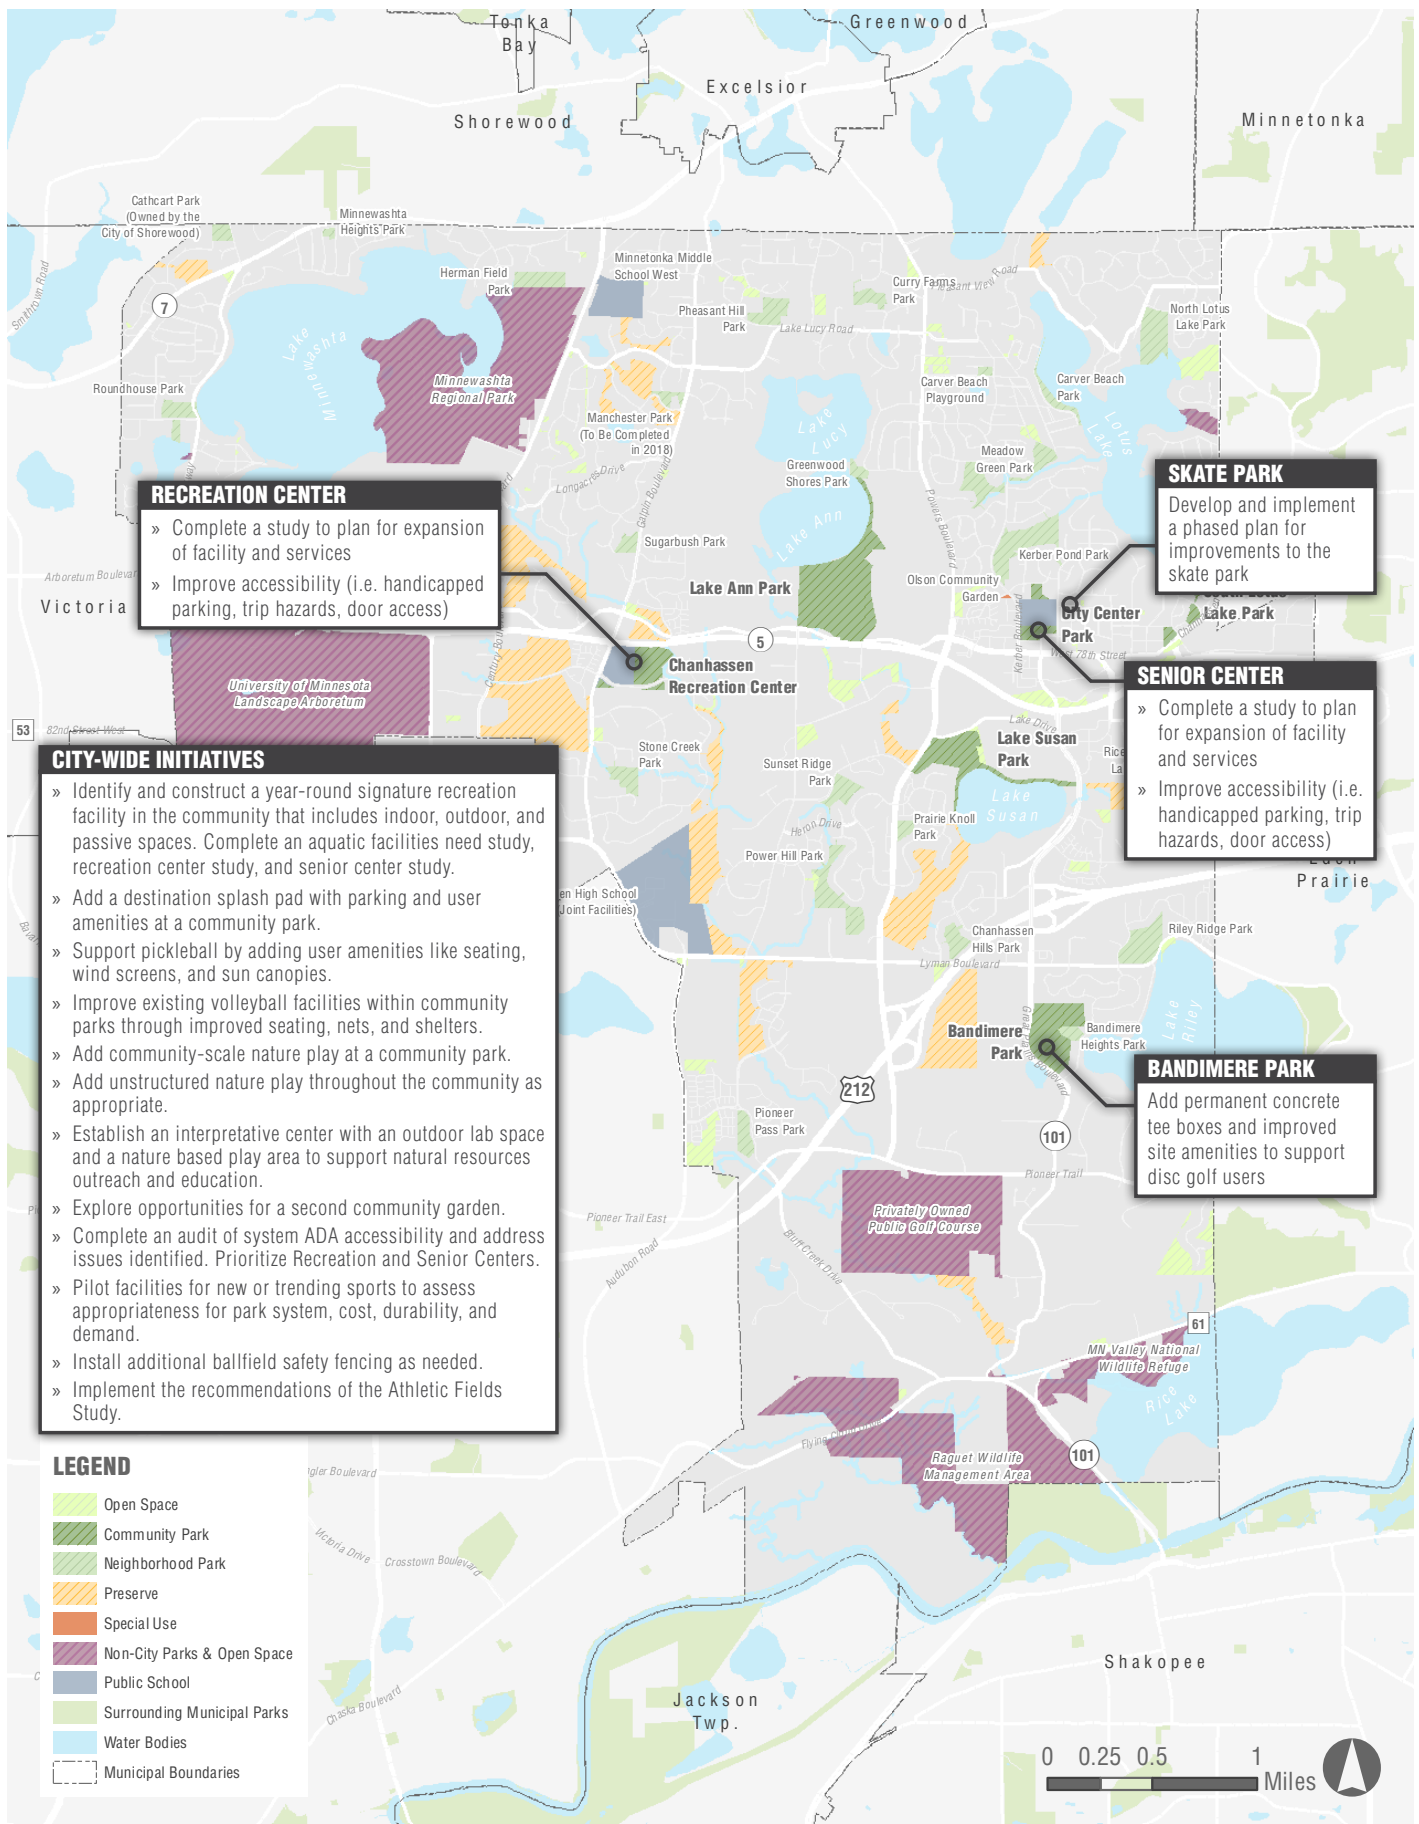 Tonka
Bay
Greenwood
Excelsior
Shorewood
Minnetonka
Cathcart Park
(Owned by the
City of Shorewood)
Minnewashta
Heights Park
Smithtown Road
7
Herman Field
Park
Minnetonka Middle
School West
Pheasant Hill
Park
Curry Farms
Park
Pleasant View Road
North Lotus
Lake Park
Lake Lucy Road
Lake
Minnewashta
Minnewashta
Regional Park
Roundhouse Park
Carver Beach
Playground
Carver Beach
Park
Lake
Lucy
Lotus
Lake
Manchester Park
(To Be Completed
in 2018)
Meadow
Green Park
Greenwood
Shores Park
Longacres Drive
Galpin Boulevard
Powers Boulevard
Lake Ann
Sugarbush Park
Kerber Pond Park
Lake Ann Park
Olson Community
Garden
RECREATION CENTER
» Complete a study to plan for expansion
of facility and services
» Improve accessibility (i.e. handicapped
parking, trip hazards, door access)
SKATE PARK
Develop and implement
a phased plan for
improvements to the
skate park
Lake Park
Arboretum Boulevar
Victoria
City Center
Park
Kerber Boulevard
West 78th Street
5
Chanhassen
Recreation Center
University of Minnesota
Landscape Arboretum
Century Bou
53
82nd Street West
SENIOR CENTER
» Complete a study to plan
for expansion of facility
and services
» Improve accessibility (i.e.
handicapped parking, trip
hazards, door access)
Lake Drive
Lake Susan
Park
Rice
La
Stone Creek
Park
Sunset Ridge
Park
Lake
Susan
Prairie Knoll
Park
Heron Drive
Power Hill Park
Prairie
en High School
(Joint Facilities)
Chanhassen
Hills Park
Riley Ridge Park
Lyman Boulevard
Lake
Riley
Bandimere
Park
Bandimere
Heights Park
212
CITY-WIDE INITIATIVES
» Identify and construct a year-round signature recreation
facility in the community that includes indoor, outdoor, and
passive spaces. Complete an aquatic facilities need study,
recreation center study, and senior center study.
» Add a destination splash pad with parking and user
amenities at a community park.
» Support pickleball by adding user amenities like seating,
wind screens, and sun canopies.
» Improve existing volleyball facilities within community
parks through improved seating, nets, and shelters.
» Add community-scale nature play at a community park.
» Add unstructured nature play throughout the community as
appropriate.
» Establish an interpretative center with an outdoor lab space
and a nature based play area to support natural resources
outreach and education.
» Explore opportunities for a second community garden.
» Complete an audit of system ADA accessibility and address
issues identified. Prioritize Recreation and Senior Centers.
» Pilot facilities for new or trending sports to assess
appropriateness for park system, cost, durability, and
demand.
» Install additional ballfield safety fencing as needed.
» Implement the recommendations of the Athletic Fields
Study.
BANDIMERE PARK
Add permanent concrete
tee boxes and improved
site amenities to support
disc golf users
Pioneer
Pass Park
101
Pioneer Trail
Privately Owned
Public Golf Course
Pioneer Trail East
Audubon Road
Bluff Creek Drive
61
MN Valley National
Wildlife Refuge
Rice
Lake
Flying Cloud Drive
Raguet Wildlife
Management Area
101
LEGEND
Open Space
Community Park
Neighborhood Park
Preserve
Special Use
Non-City Parks & Open Space
Public School
Surrounding Municipal Parks
Water Bodies
Municipal Boundaries
gler Boulevard
Victoria Drive
Crosstown Boulevard
Chaska Boulevard
Jackson
Twp.
Shakopee
0 0.25 0.5 1
Miles